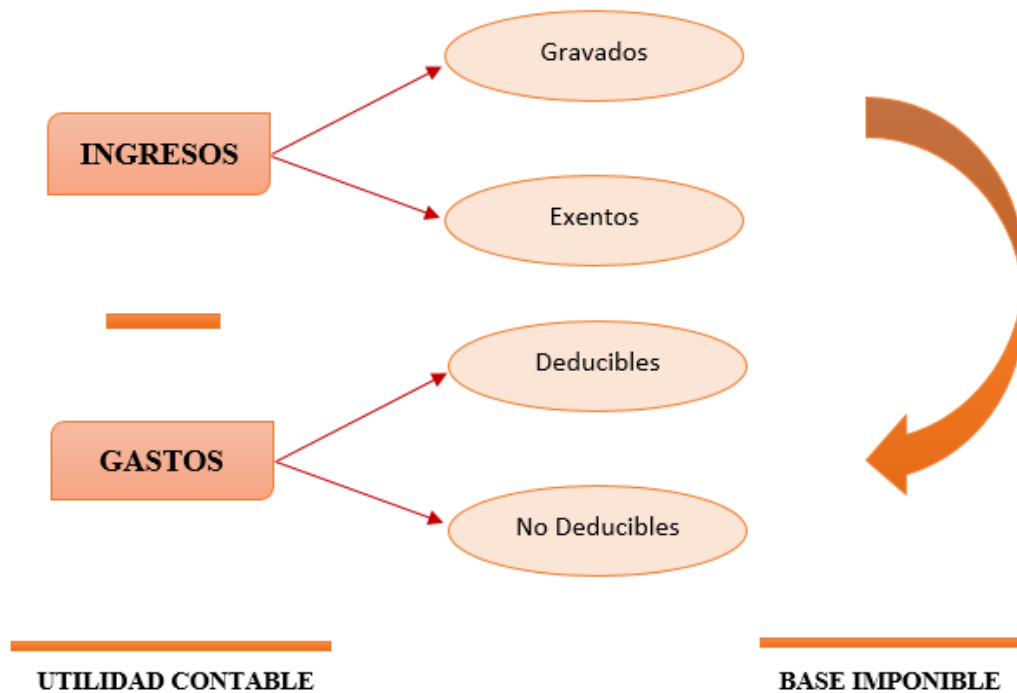 Gravados
INGRESOS
Exentos
Deducibles
GASTOS
No Deducibles
UTILIDAD CONTABLE
BASE IMPONIBLE